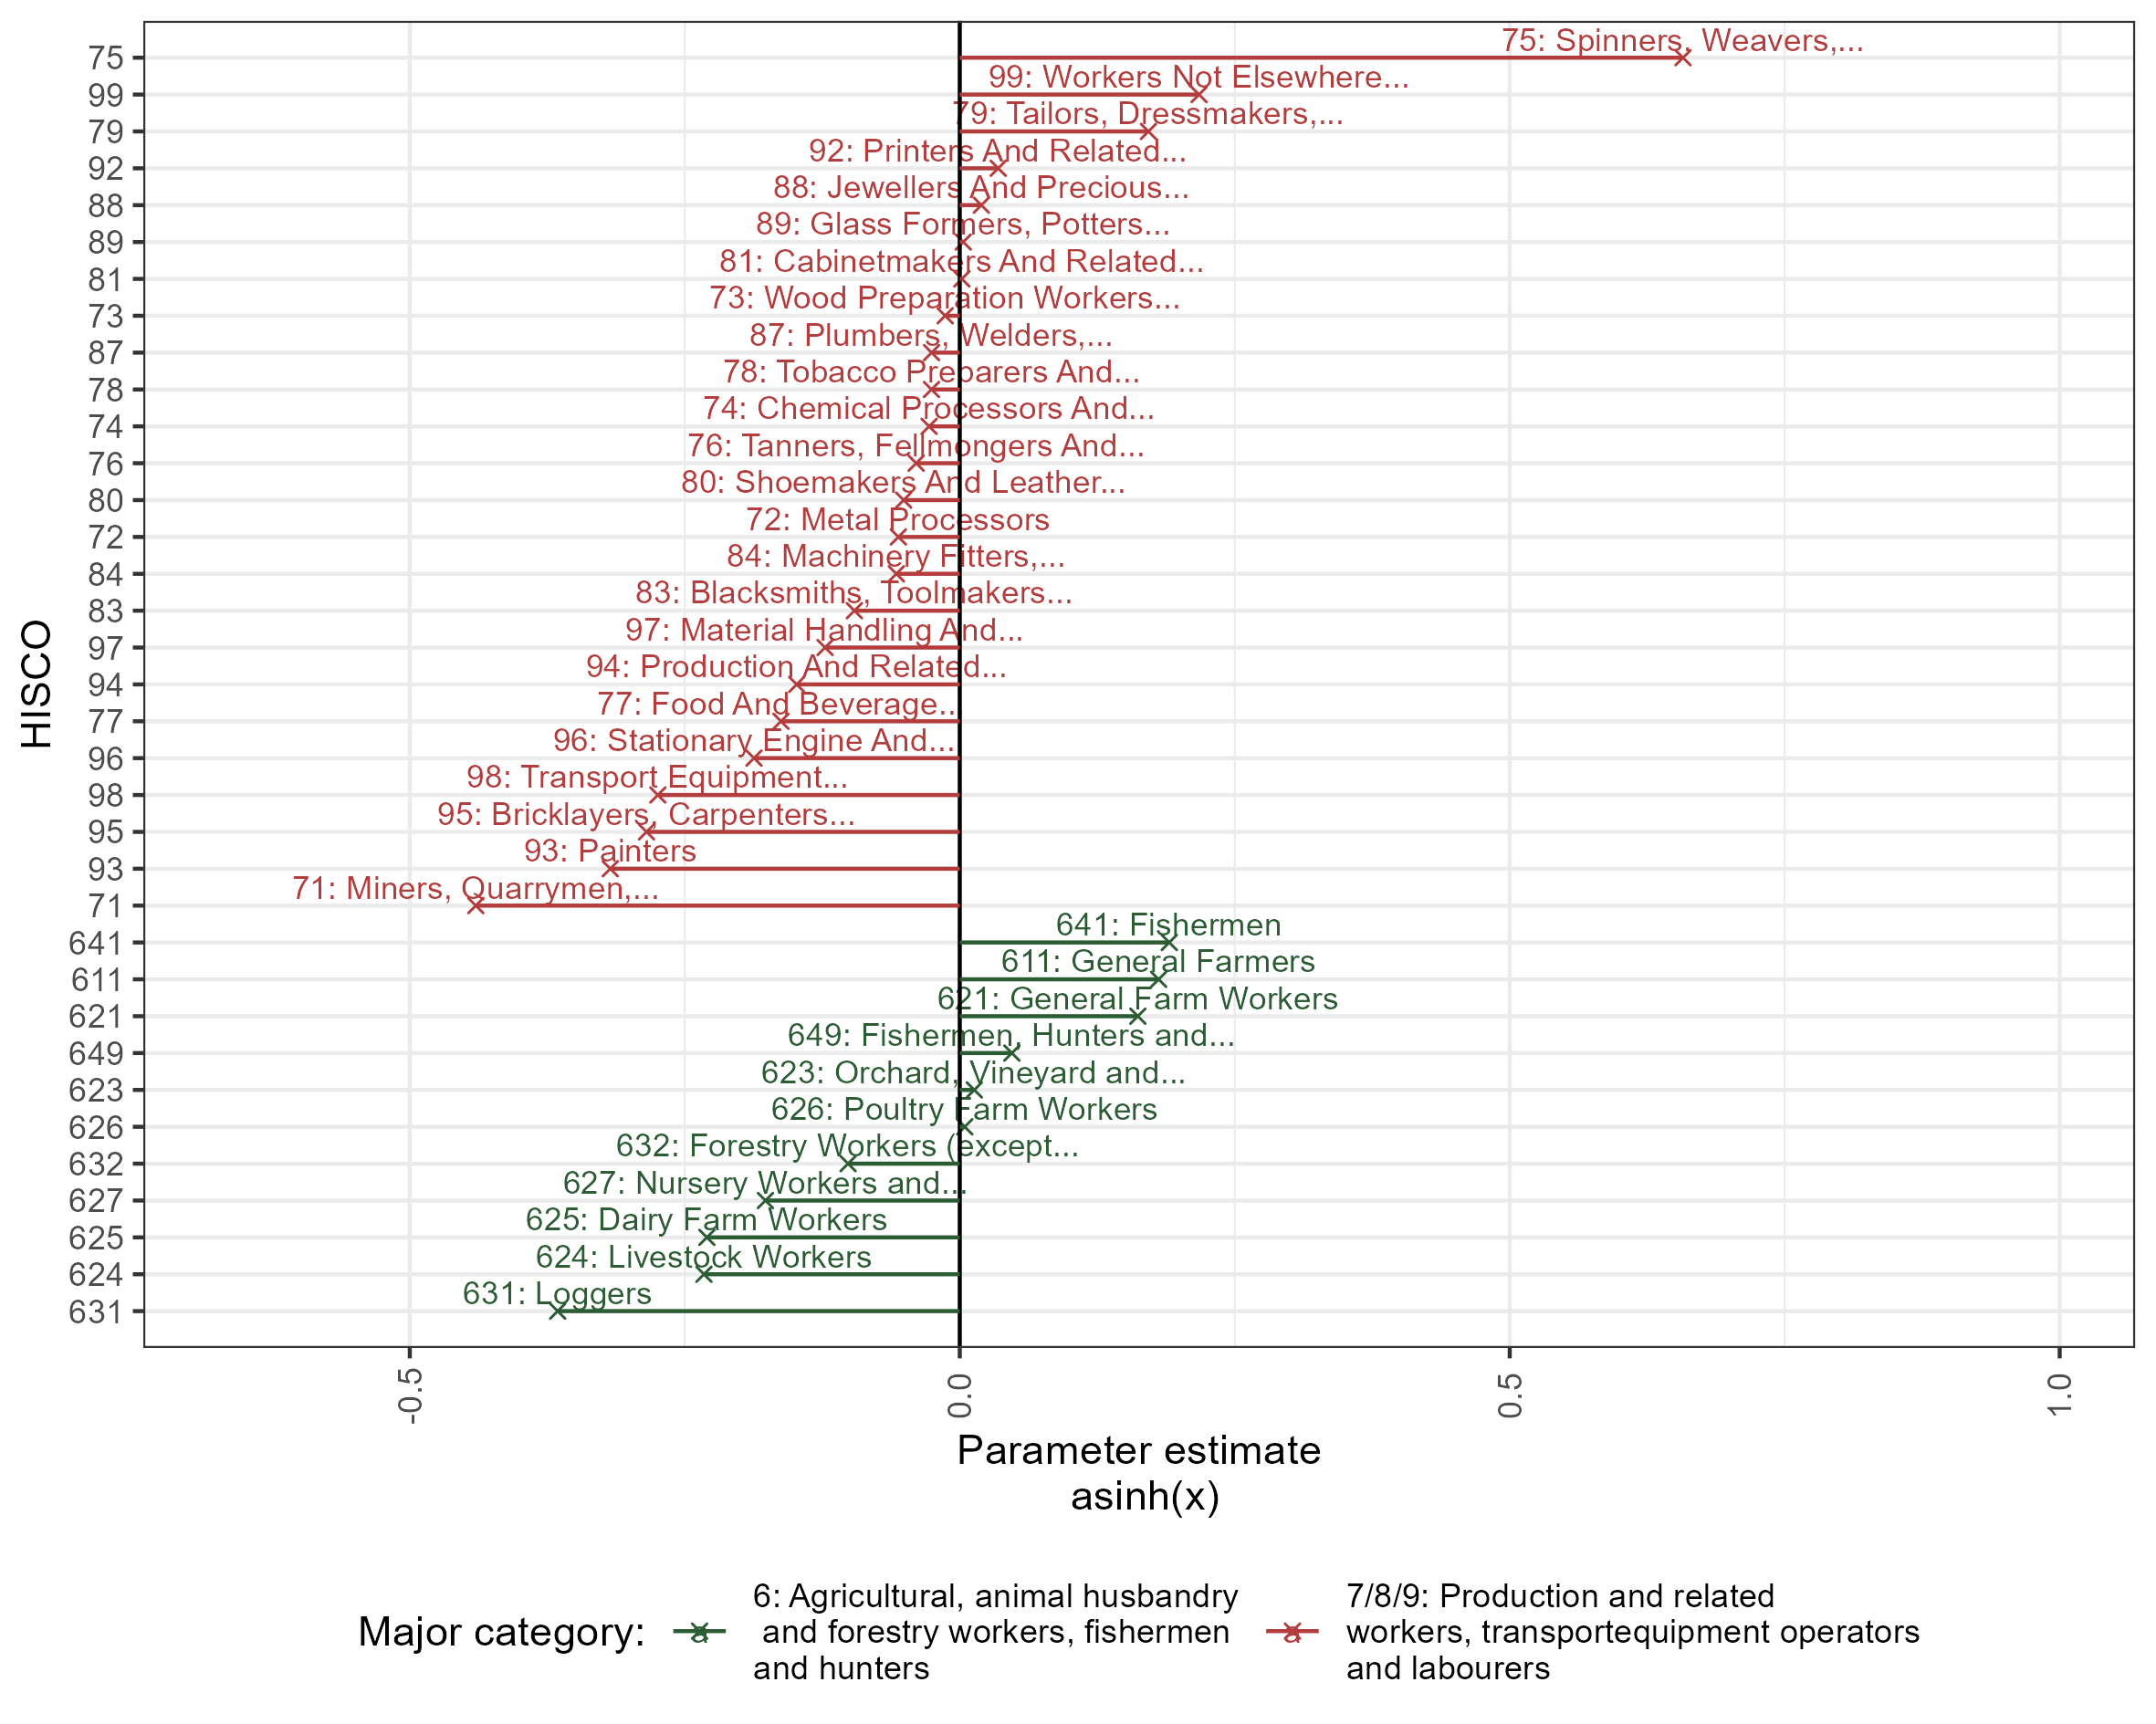 HISCO
75
75: Spinners, Weavers,...
99
99: Workers Not Elsewhere...
79
79: Tailors, Dressmakers,...
92
92: Printers And Related...
88
88: Jewellers And Precious...
89
89: Glass Formers, Potters...
81
81: Cabinetmakers And Related...
73
73: Wood Preparation Workers...
87
87: Plumbers, Welders,...
78
78: Tobacco Preparers And...
74
74: Chemical Processors And...
76
76: Tanners, Fellmongers And...
80
80: Shoemakers And Leather...
72
72: Metal Processors
84
84: Machinery Fitters,...
83
83: Blacksmiths, Toolmakers...
97
97: Material Handling And...
94
94: Production And Related...
77
77: Food And Beverage...
96
96: Stationary Engine And...
98
98: Transport Equipment...
95
95: Bricklayers, Carpenters...
93
93: Painters
71
71: Miners, Quarrymen,...
641
641: Fishermen
611
611: General Farmers
621
621: General Farm Workers
649
649: Fishermen, Hunters and...
623
623: Orchard, Vineyard and...
626
626: Poultry Farm Workers
632
632: Forestry Workers (except...
627
627: Nursery Workers and...
625
625: Dairy Farm Workers
624
624: Livestock Workers
631
631: Loggers
-0.5
0.0
0.5
1.0
Parameter estimate
asinh(x)
Major category:
a
6: Agricultural, animal husbandry
and forestry workers, fishermen
and hunters
a
7/8/9: Production and related
workers, transportequipment operators
and labourers